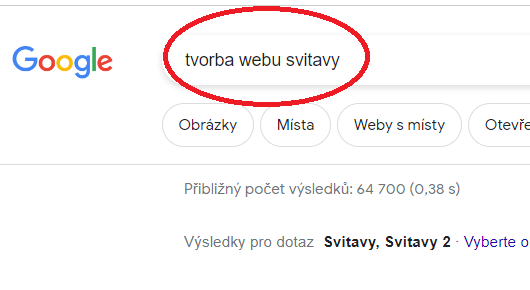 Google tvorba webu svitavy
Obrázky Místa Weby s místy Otevře
Přibližný počet výsledků: 64 700 (0,38 s)
Výsledky pro dotaz Svitavy, Svitavy 2 · Vyberte o